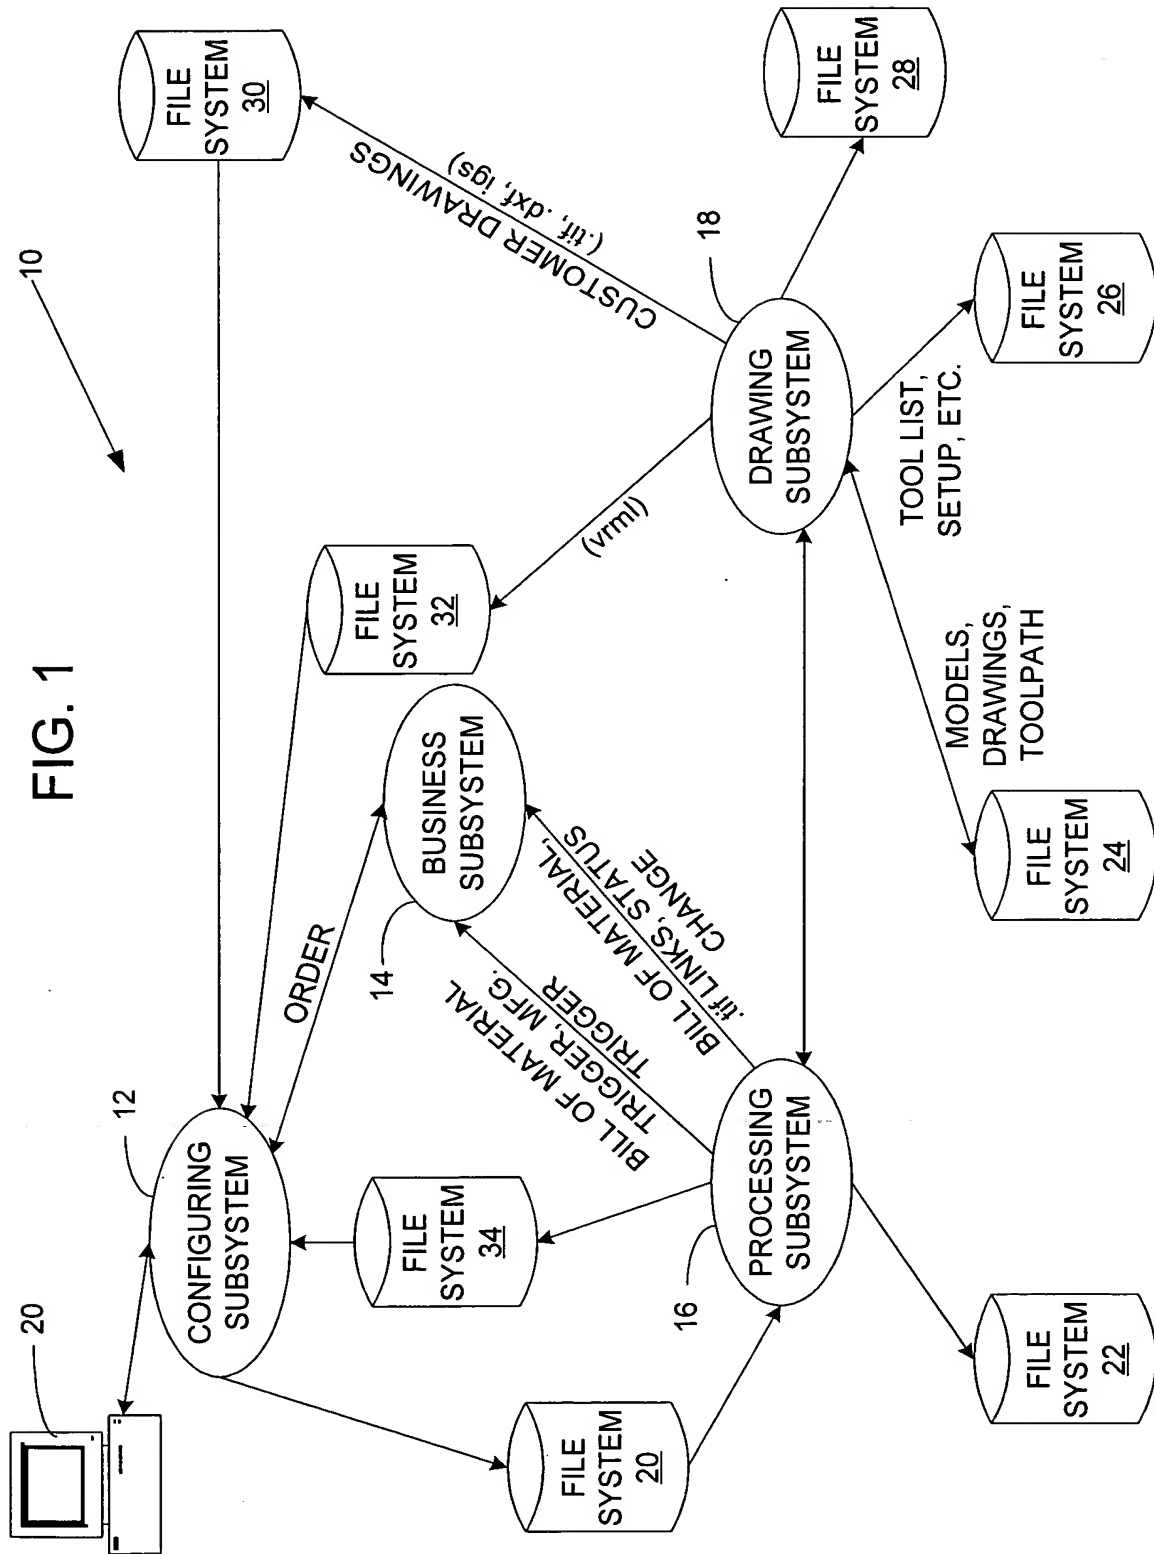 FIG. 1
10
20
12
CONFIGURING
SUBSYSTEM
FILE
SYSTEM
30
ORDER
FILE
SYSTEM
32
FILE
SYSTEM
34
14
BUSINESS
SUBSYSTEM
CUSTOMER DRAWINGS
(.tif, .dxf, igs)
(vrml)
FILE
SYSTEM
20
BILL OF MATERIAL
TRIGGER, MFG.
TRIGGER
BILL OF MATERIAL,
.tif LINKS, STATUS
CHANGE
16
PROCESSING
SUBSYSTEM
18
DRAWING
SUBSYSTEM
FILE
SYSTEM
28
FILE
SYSTEM
22
MODELS,
DRAWINGS,
TOOLPATH
FILE
SYSTEM
24
TOOL LIST,
SETUP, ETC.
FILE
SYSTEM
26